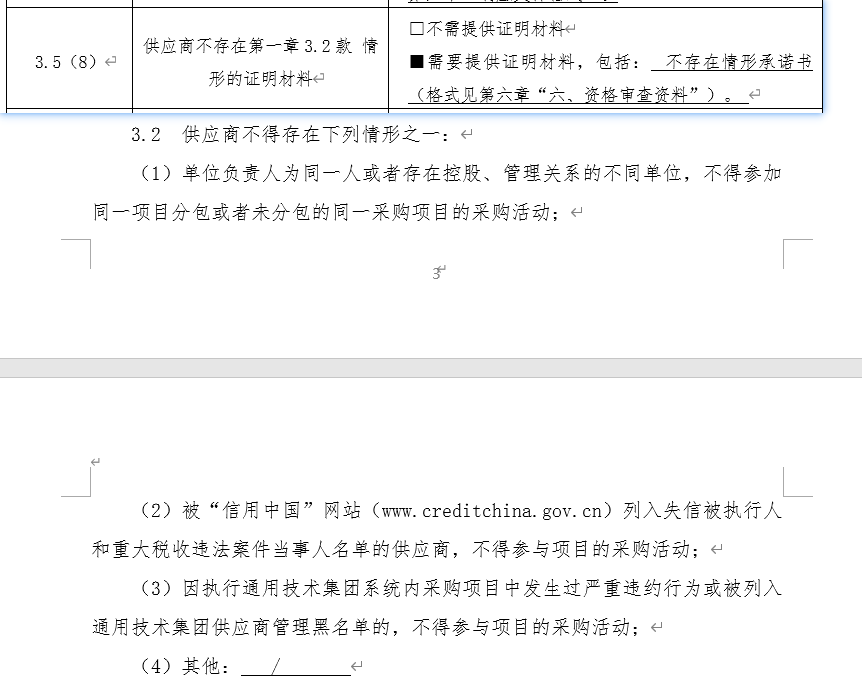 3.5（8）
供应商不存在第一章3.2款 情
形的证明材料
□不需提供证明材料
■需要提供证明材料，包括： 不存在情形承诺书
（格式见第六章“六、资格审查资料”）。
3.2 供应商不得存在下列情形之一：
（1）单位负责人为同一人或者存在控股、管理关系的不同单位，不得参加
同一项目分包或者未分包的同一采购项目的采购活动；
3
（2）被“信用中国”网站（www.creditchina.gov.cn）列入失信被执行人
和重大税收违法案件当事人名单的供应商，不得参与项目的采购活动；
（3）因执行通用技术集团系统内采购项目中发生过严重违约行为或被列入
通用技术集团供应商管理黑名单的，不得参与项目的采购活动；
（4）其他： /